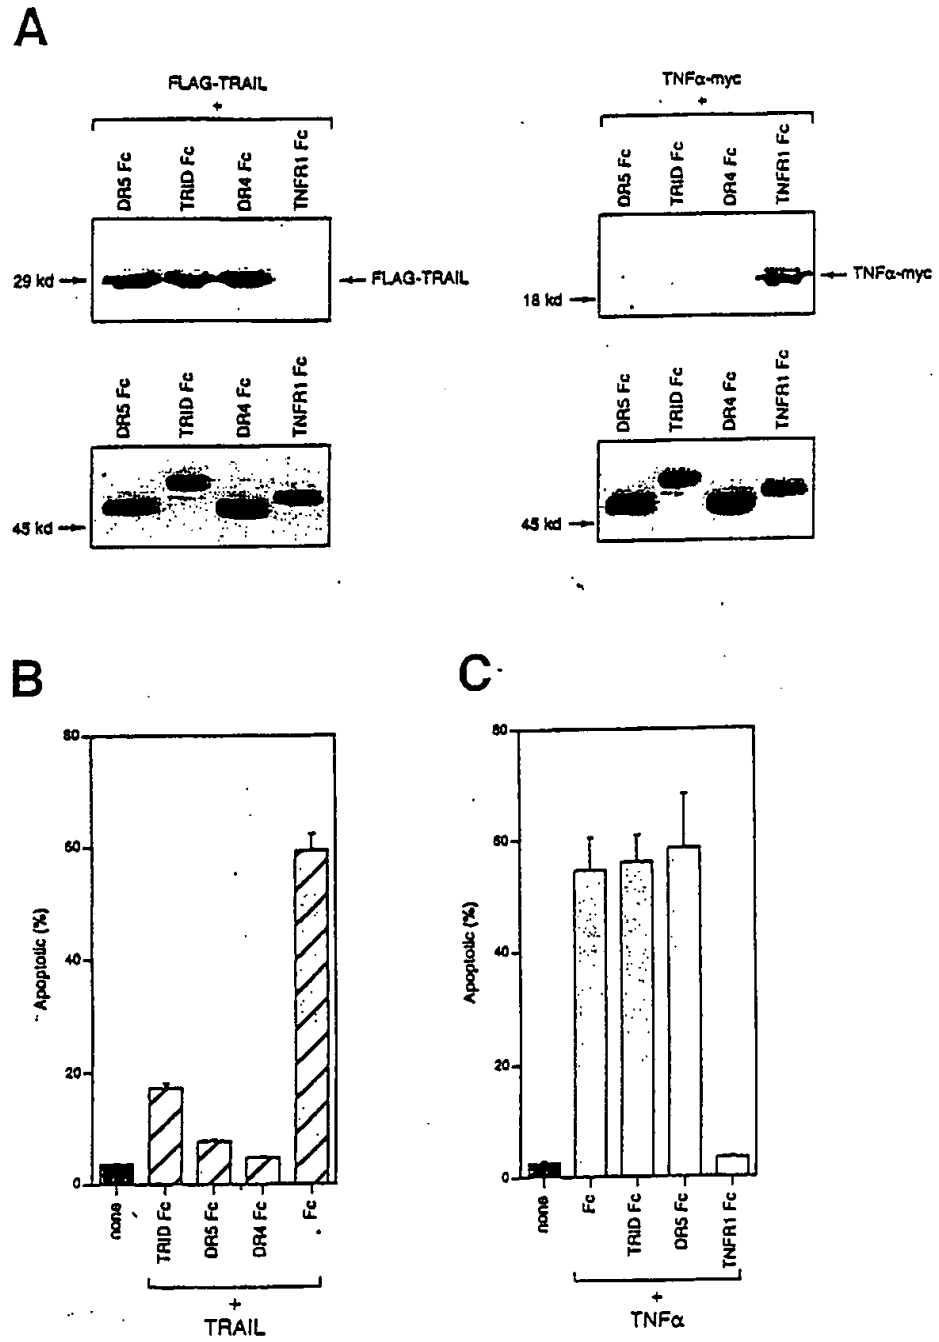 A
FLAG-TRAIL
+
DR5 Fc
TRID Fc
DR4 Fc
TNFR1 Fc
29 kd
FLAG-TRAIL
DR5 Fc
TRID Fc
DR4 Fc
TNFR1 Fc
45 kd
TNFα-myc
+
DR5 Fc
TRID Fc
DR4 Fc
TNFR1 Fc
18 kd
TNFα-myc
DR5 Fc
TRID Fc
DR4 Fc
TNFR1 Fc
45 kd
B
80
60
40
20
0
Apoptotic (%)
none
TRID Fc
DR5 Fc
DR4 Fc
Fc
+
TRAIL
C
80
60
40
20
0
Apoptotic (%)
none
Fc
TRID Fc
DR5 Fc
TNFR1 Fc
+
TNFα